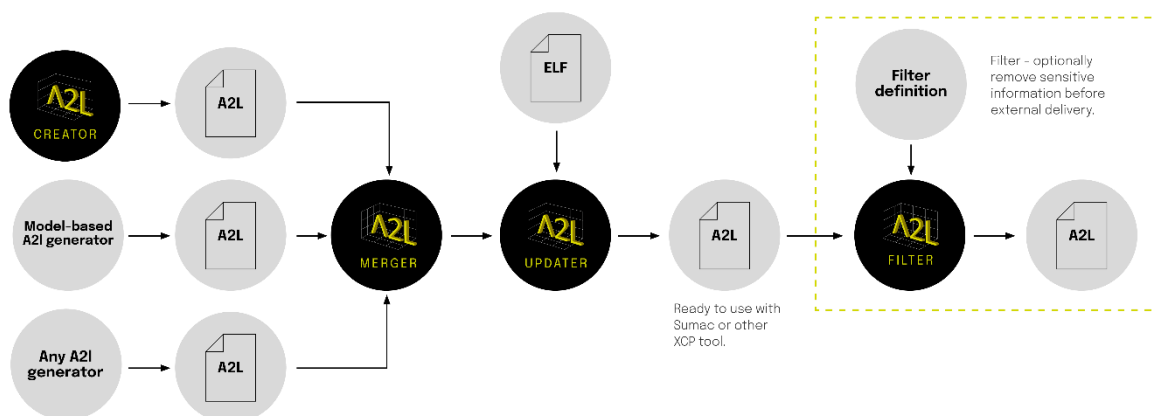 A2L
CREATOR
A2L
Model-based
A2l generator
A2L
Any A2l
generator
A2L
A2L
MERGER
ELF
A2L
UPDATER
A2L
Ready to use with
Sumac or other
XCP tool.
Filter
definition
Filter - optionally
remove sensitive
information before
external delivery.
A2L
FILTER
A2L